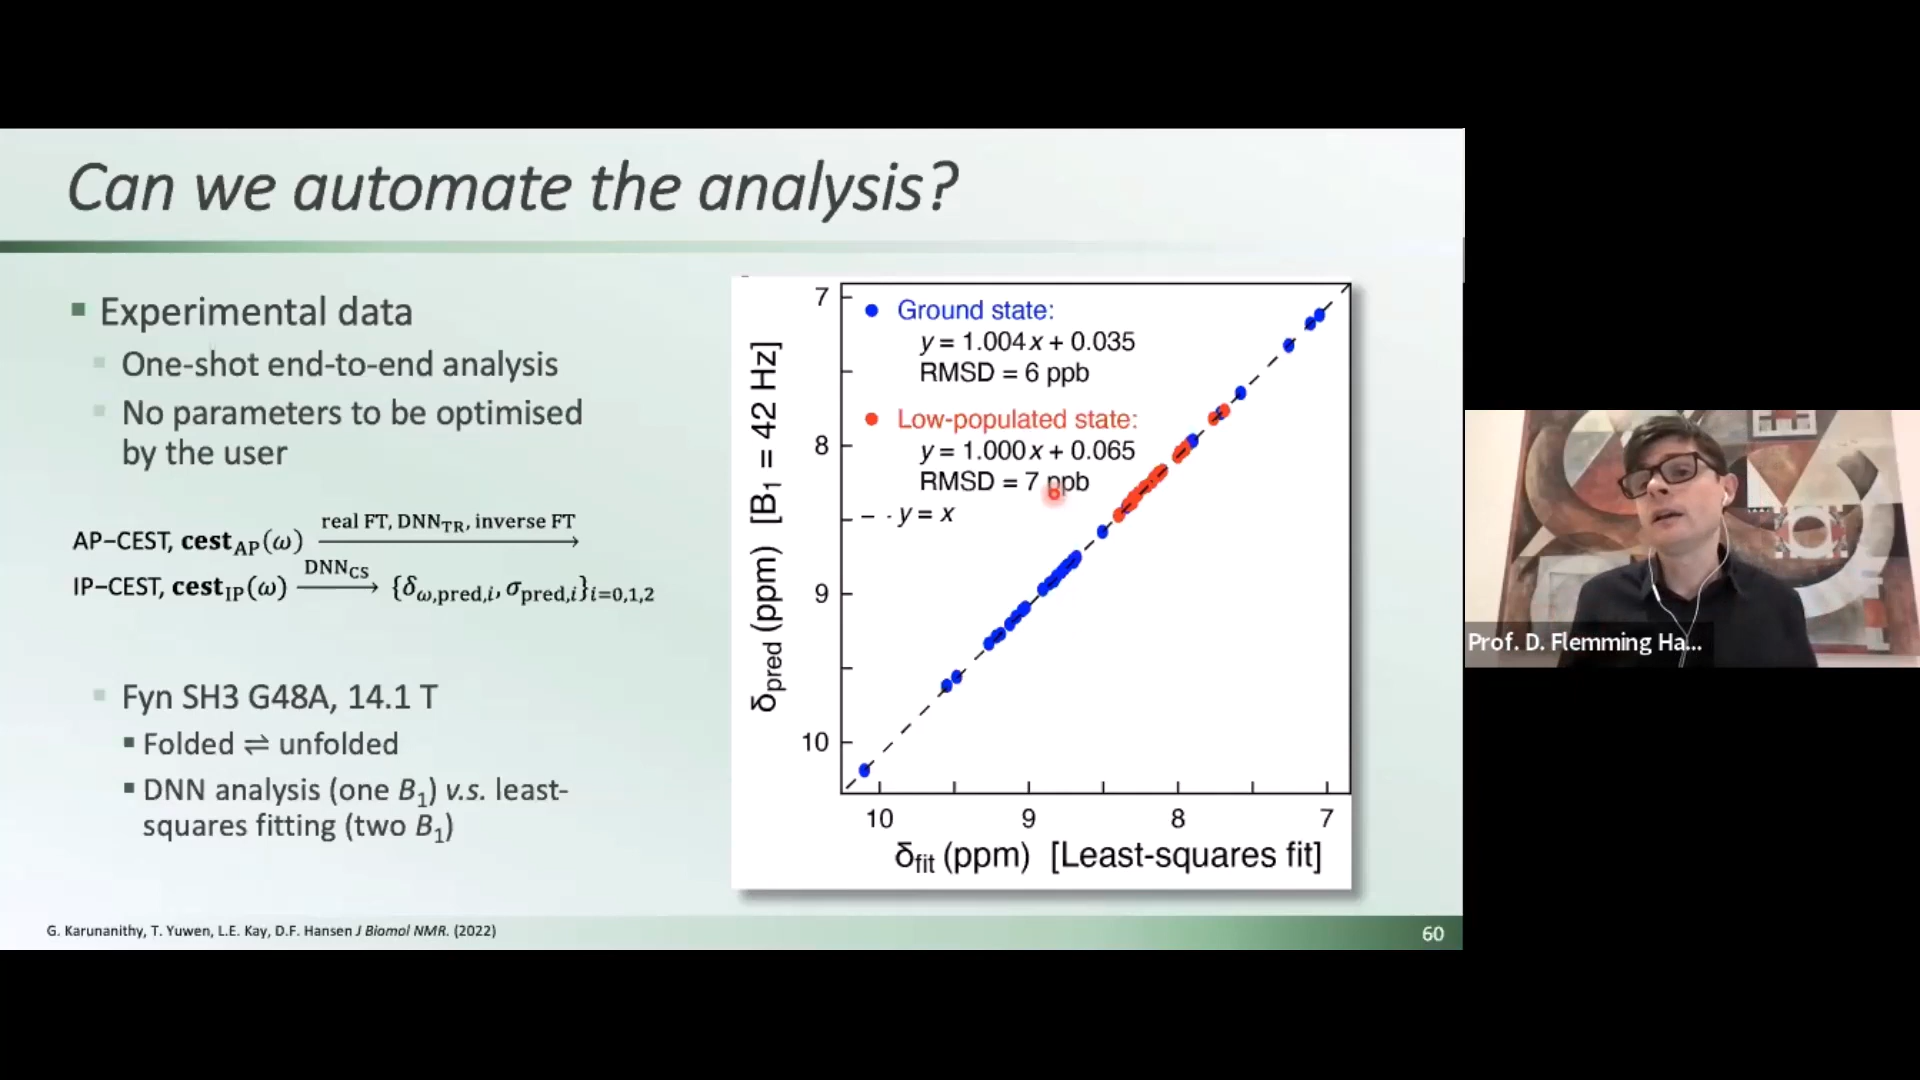 Can we automate the analysis?
▪ Experimental data
▪ One-shot end-to-end analysis
▪ No parameters to be optimised
by the user
AP−CEST, cest_AP(ω) real FT, DNN_TR, inverse FT ⟶
IP−CEST, cest_IP(ω) DNN_CS ⟶ {δ_ω,pred,i, σ_pred,i}_i=0,1,2
▪ Fyn SH3 G48A, 14.1 T
▪ Folded ⇌ unfolded
▪ DNN analysis (one B₁) v.s. least-
squares fitting (two B₁)
δ_pred (ppm) [B₁ = 42 Hz]
7
8
9
10
Ground state:
y = 1.004x + 0.035
RMSD = 6 ppb
Low-populated state:
y = 1.000x + 0.065
RMSD = 7 ppb
y = x
10 9 8 7
δ_fit (ppm) [Least-squares fit]
G. Karunanithy, T. Yuwen, L.E. Kay, D.F. Hansen J Biomol NMR. (2022)
60
Prof. D. Flemming Ha...